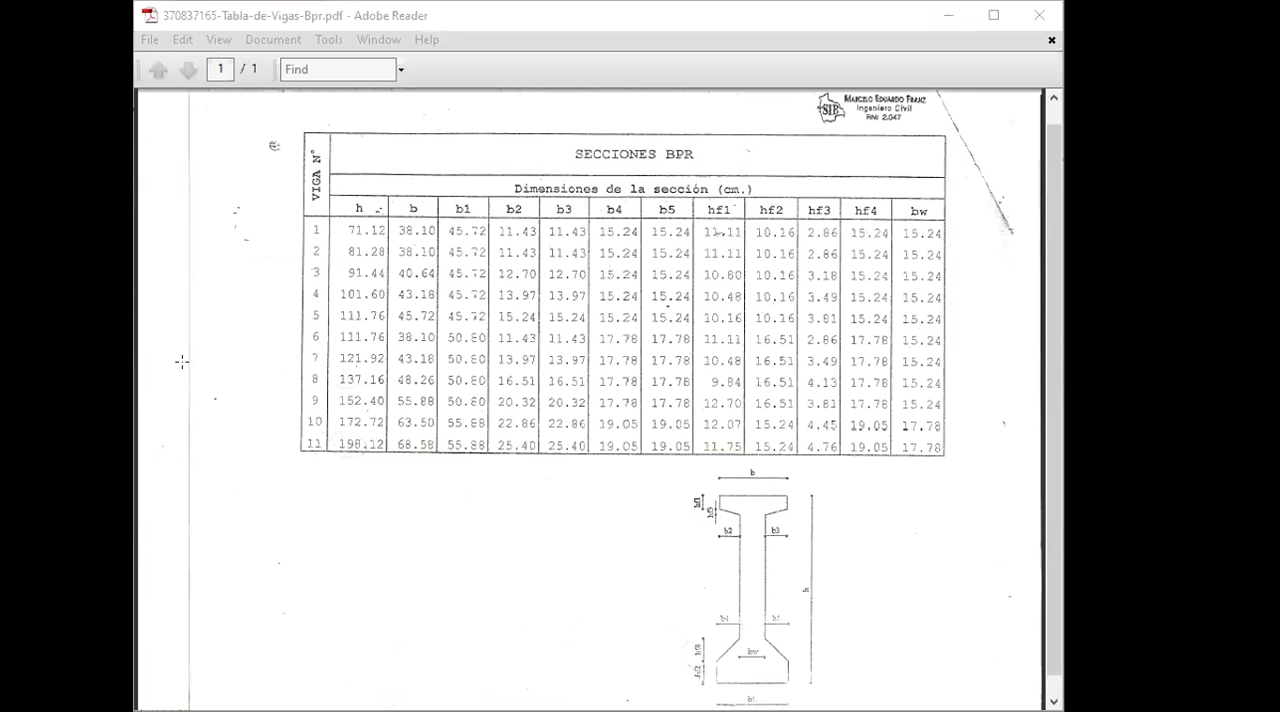 370837165-Tabla-de-Vigas-Bpr.pdf - Adobe Reader
File Edit View Document Tools Window Help
1 / 1 Find
MARCELO EDUARDO FRANZ
Ingeniero Civil
RNI 2.047
SIB
SECCIONES BPR
VIGA N°
Dimensiones de la sección (cm.)
h b b1 b2 b3 b4 b5 hf1 hf2 hf3 hf4 bw
1 71.12 38.10 45.72 11.43 11.43 15.24 15.24 11.11 10.16 2.86 15.24 15.24
2 81.28 38.10 45.72 11.43 11.43 15.24 15.24 11.11 10.16 2.86 15.24 15.24
3 91.44 40.64 45.72 12.70 12.70 15.24 15.24 10.80 10.16 3.18 15.24 15.24
4 101.60 43.18 45.72 13.97 13.97 15.24 15.24 10.48 10.16 3.49 15.24 15.24
5 111.76 45.72 45.72 15.24 15.24 15.24 15.24 10.16 10.16 3.81 15.24 15.24
6 111.76 38.10 50.80 11.43 11.43 17.78 17.78 11.11 16.51 2.86 17.78 15.24
7 121.92 43.18 50.80 13.97 13.97 17.78 17.78 10.48 16.51 3.49 17.78 15.24
8 137.16 48.26 50.80 16.51 16.51 17.78 17.78 9.84 16.51 4.13 17.78 15.24
9 152.40 55.88 50.80 20.32 20.32 17.78 17.78 12.70 16.51 3.81 17.78 15.24
10 172.72 63.50 55.88 22.86 22.86 19.05 19.05 12.07 15.24 4.45 19.05 17.78
11 198.12 68.58 55.88 25.40 25.40 19.05 19.05 11.75 15.24 4.76 19.05 17.78
b
hf1
hf3
b2 b3
h
bw
hf2